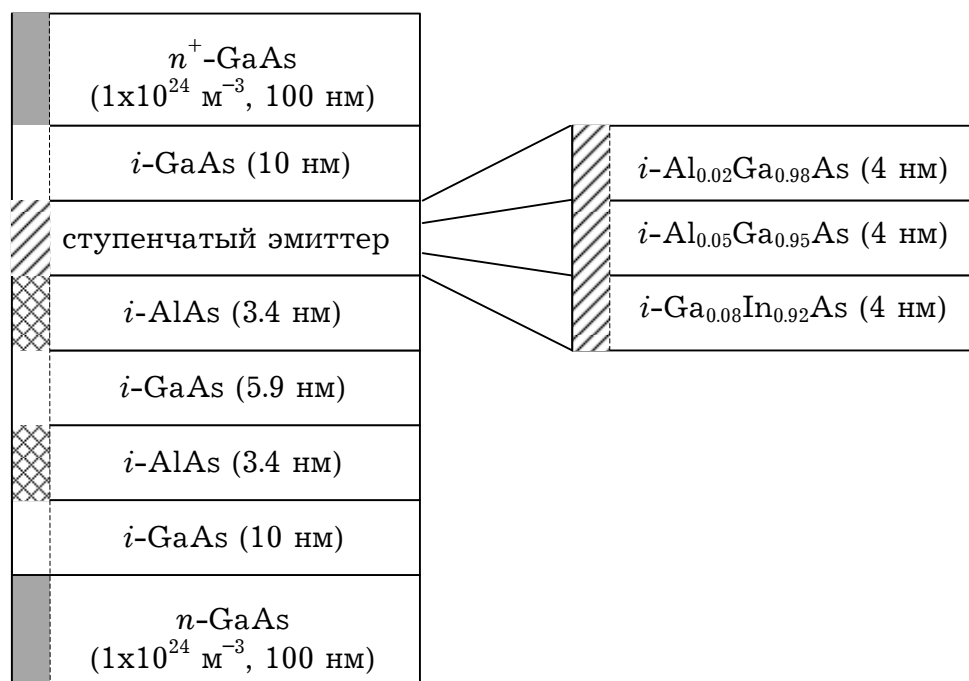 n⁺-GaAs
(1x10²⁴ м⁻³, 100 нм)
i-GaAs (10 нм)
ступенчатый эмиттер
i-AlAs (3.4 нм)
i-GaAs (5.9 нм)
i-AlAs (3.4 нм)
i-GaAs (10 нм)
n-GaAs
(1x10²⁴ м⁻³, 100 нм)
i-Al₀.₀₂Ga₀.₉₈As (4 нм)
i-Al₀.₀₅Ga₀.₉₅As (4 нм)
i-Ga₀.₀₈In₀.₉₂As (4 нм)